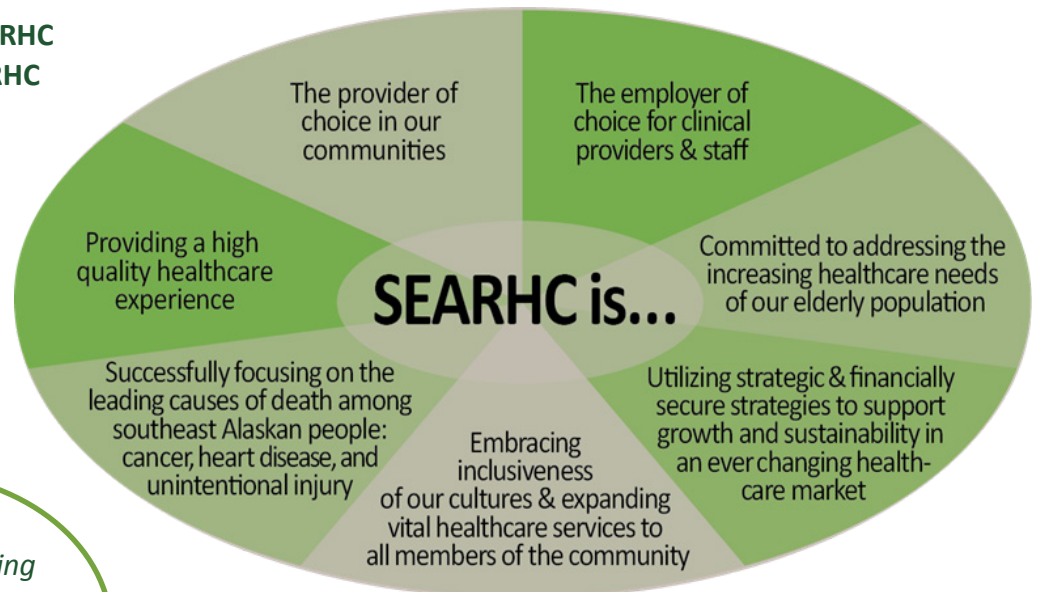 RHC
RHC
The provider of
choice in our
communities
The employer of
choice for clinical
providers & staff
Providing a high
quality healthcare
experience
Committed to addressing the
increasing healthcare needs
of our elderly population
SEARHC is...
Successfully focusing on the
leading causes of death among
southeast Alaskan people:
cancer, heart disease, and
unintentional injury
Utilizing strategic & financially
secure strategies to support
growth and sustainability in
an ever changing health-
care market
Embracing
inclusiveness
of our cultures & expanding
vital healthcare services to
all members of the community
ing